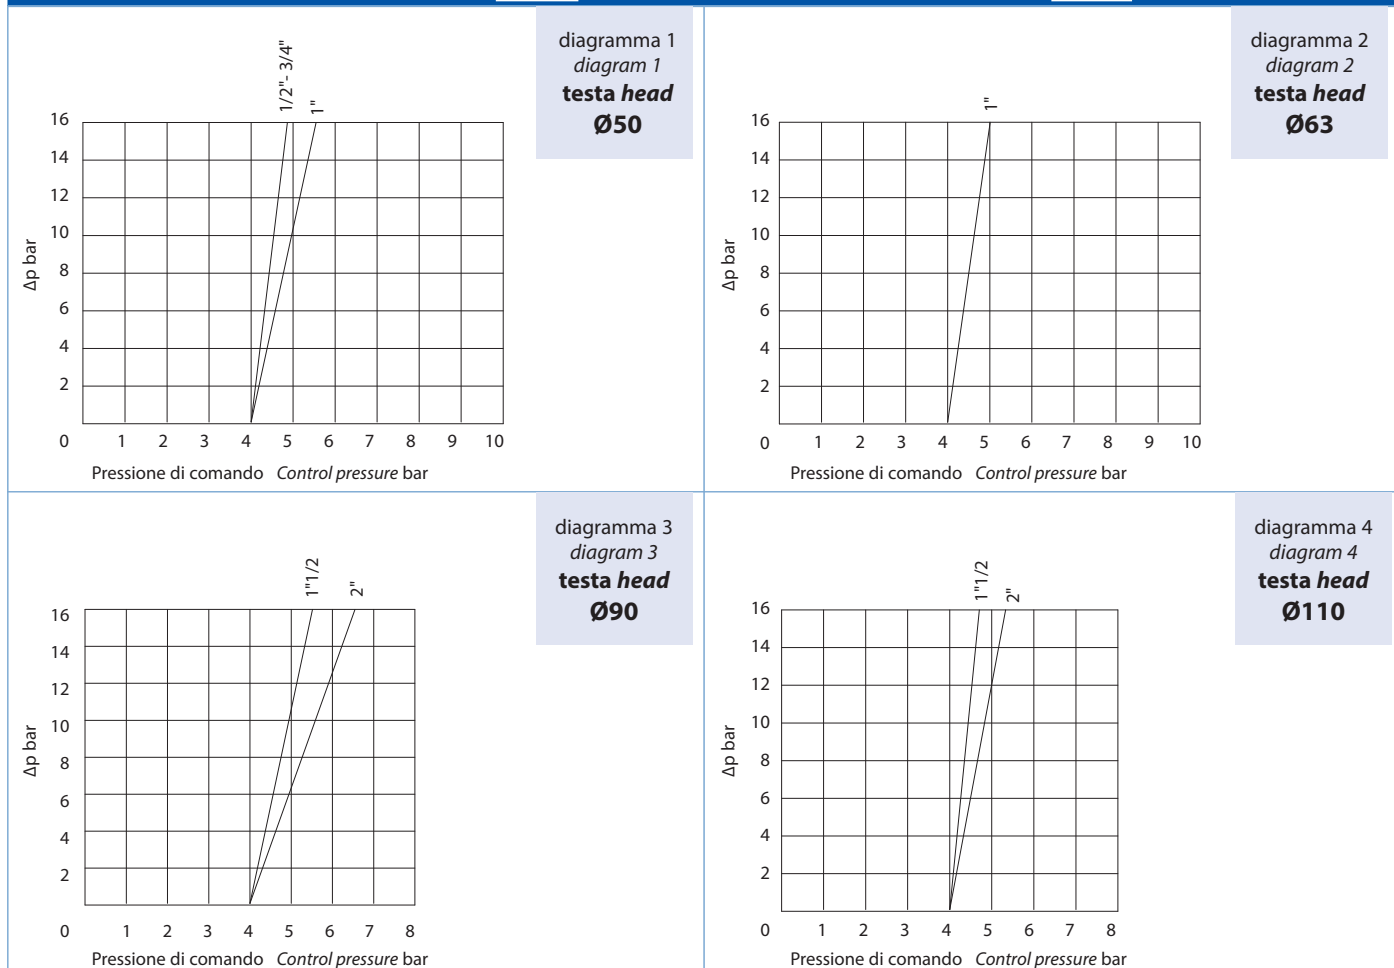 diagramma 1
diagram 1
testa head
Ø50
1/2"- 3/4"
1"
16
14
12
10
8
6
4
2
Δp bar
0 1 2 3 4 5 6 7 8 9 10
Pressione di comando Control pressure bar
diagramma 2
diagram 2
testa head
Ø63
1"
16
14
12
10
8
6
4
2
Δp bar
0 1 2 3 4 5 6 7 8 9 10
Pressione di comando Control pressure bar
diagramma 3
diagram 3
testa head
Ø90
1"1/2
2"
16
14
12
10
8
6
4
2
Δp bar
0 1 2 3 4 5 6 7 8
Pressione di comando Control pressure bar
diagramma 4
diagram 4
testa head
Ø110
1"1/2
2"
16
14
12
10
8
6
4
2
Δp bar
0 1 2 3 4 5 6 7 8
Pressione di comando Control pressure bar